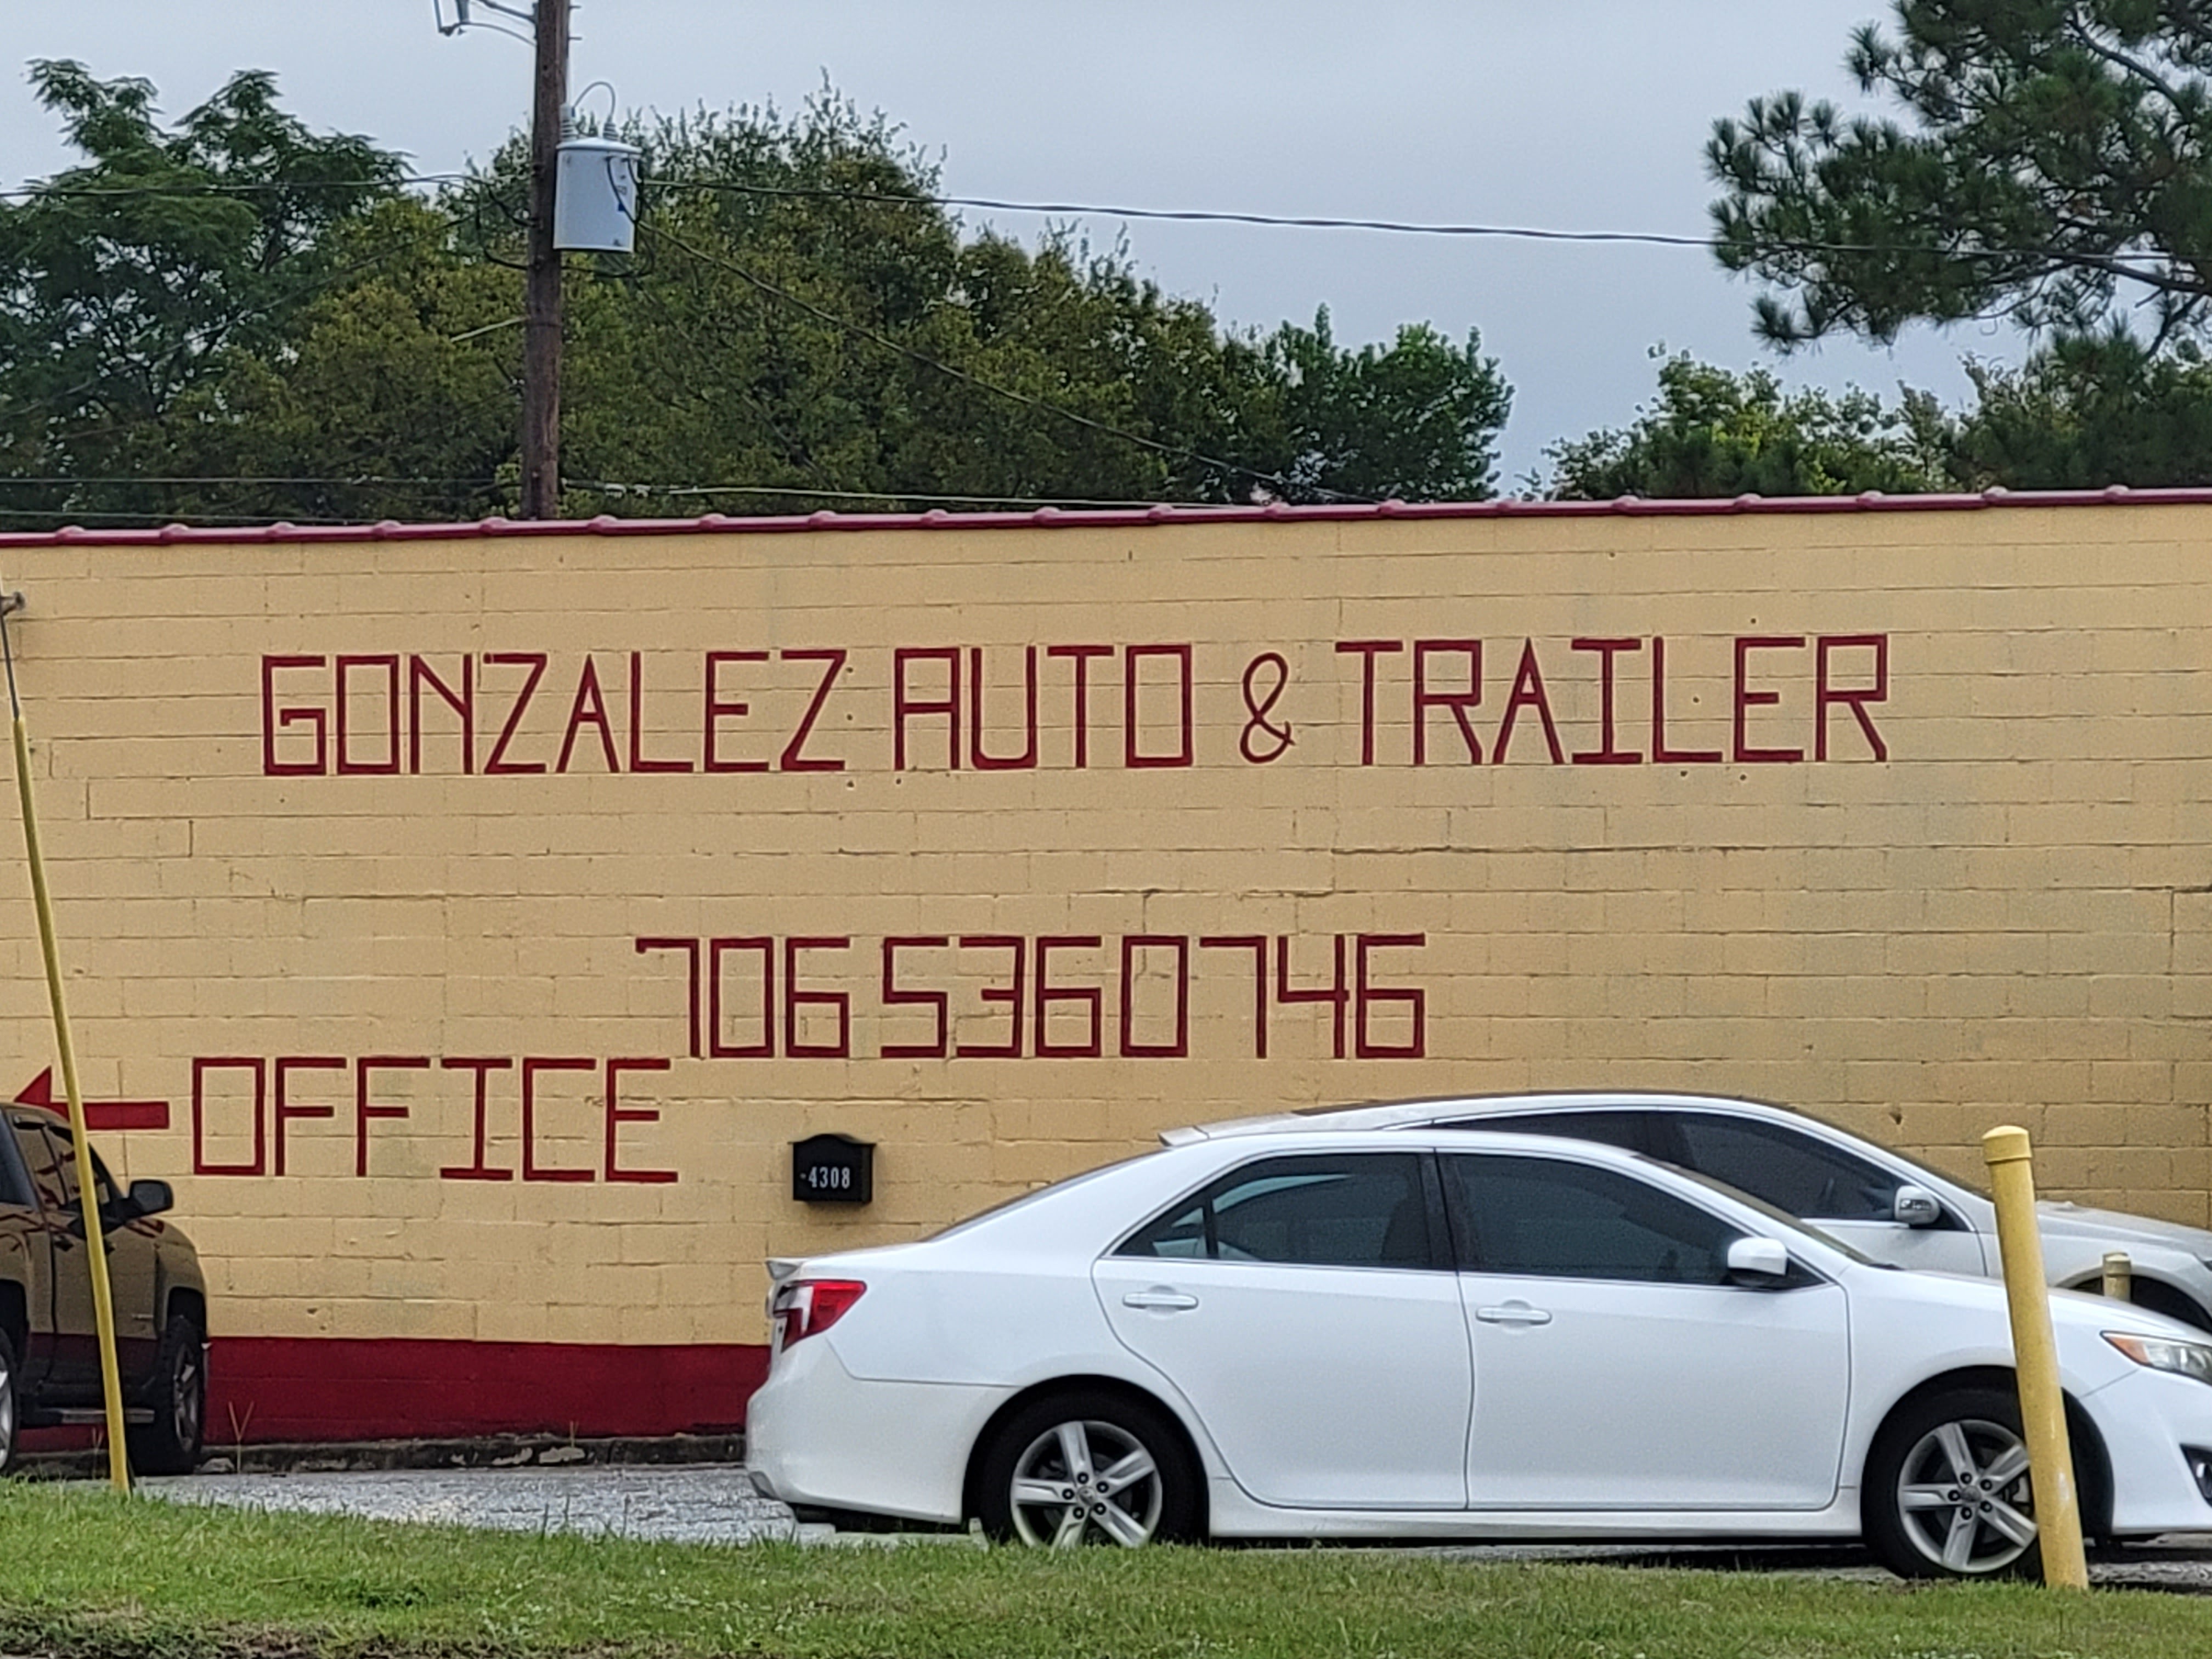 GONZALEZ AUTO & TRAILER
706 5360746
OFFICE
4308